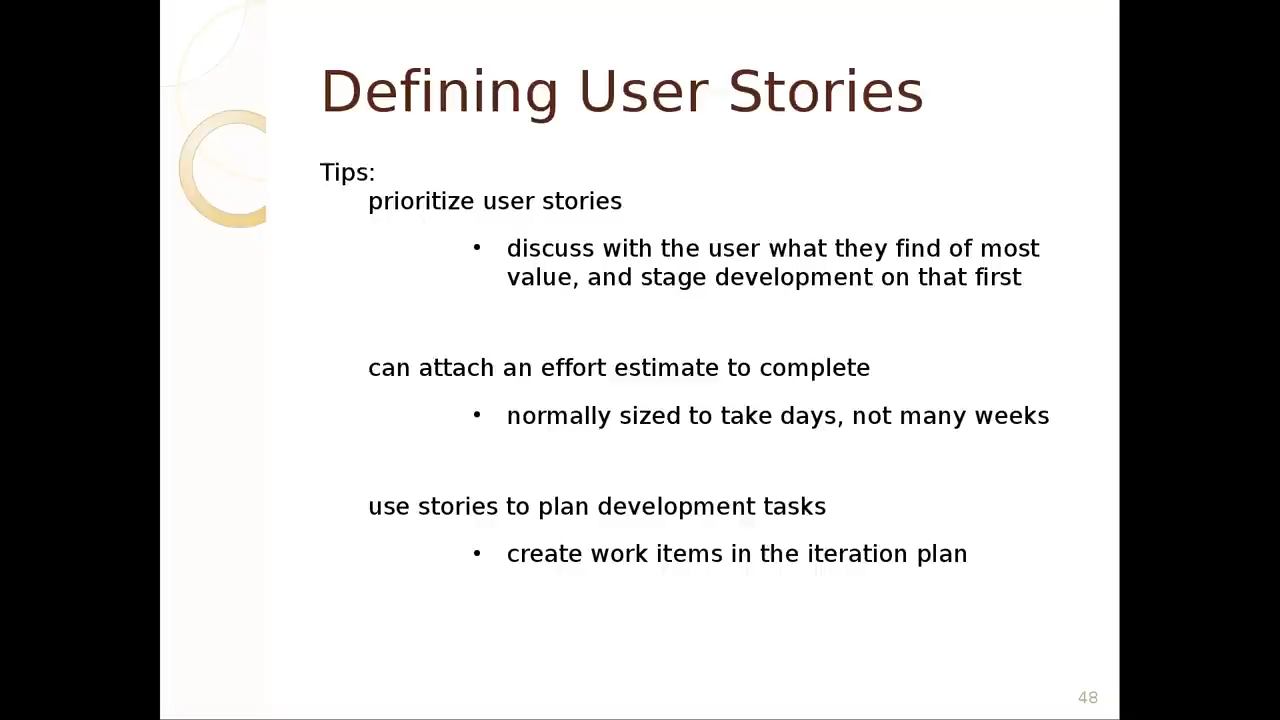 Defining User Stories
Tips:
prioritize user stories
• discuss with the user what they find of most
value, and stage development on that first
can attach an effort estimate to complete
• normally sized to take days, not many weeks
use stories to plan development tasks
• create work items in the iteration plan
48